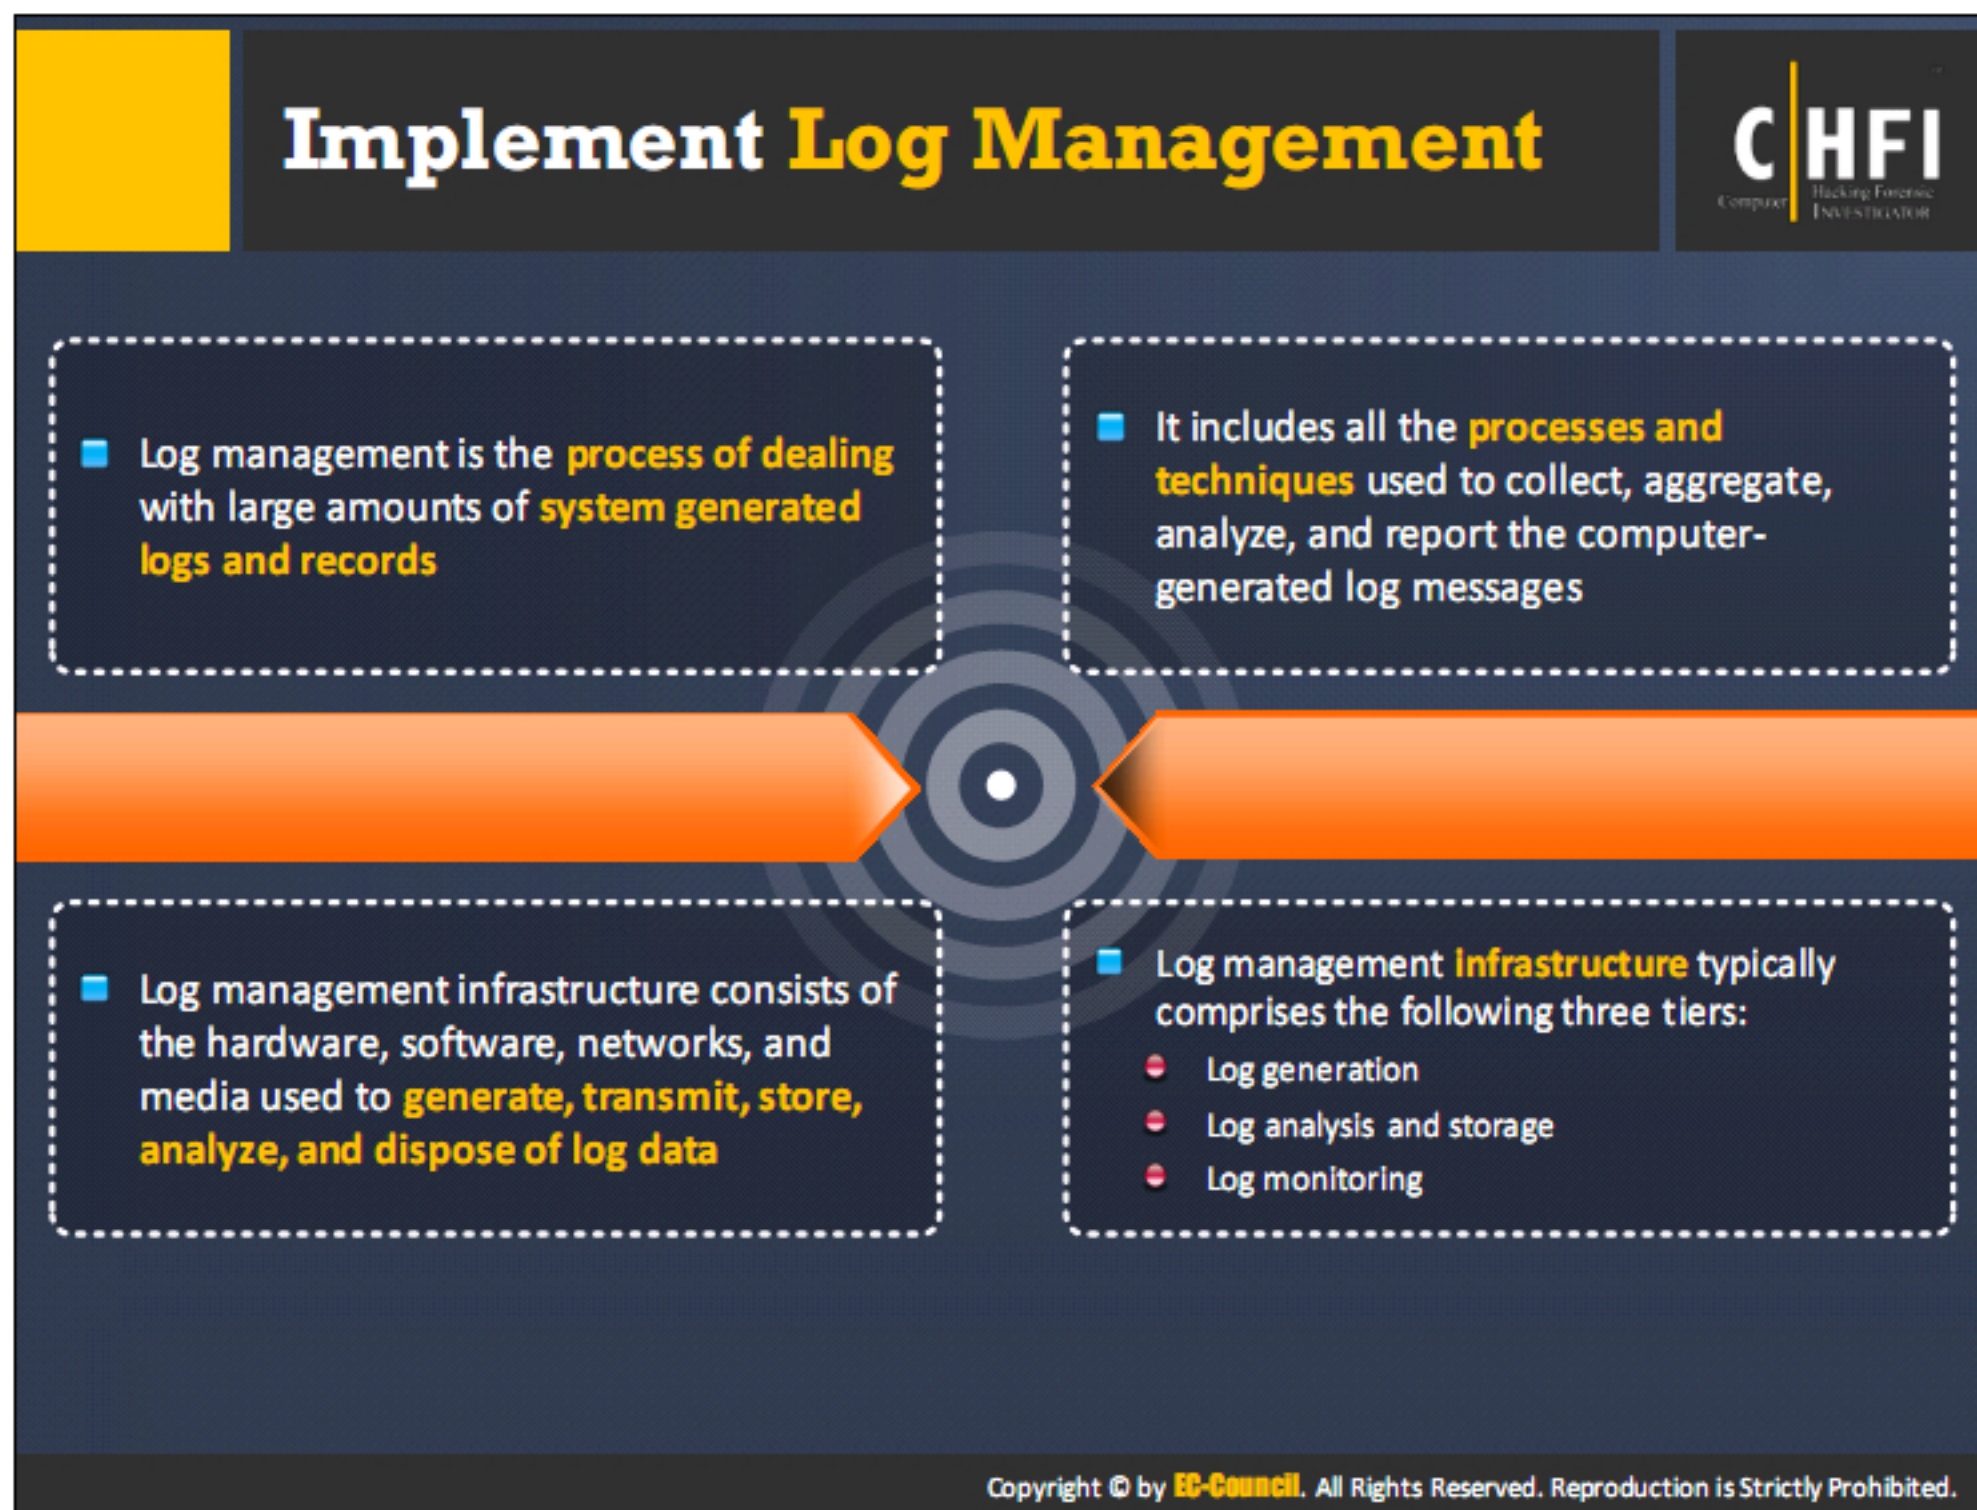 Implement Log Management
C HFI
Computer
Hacking Forensic
INVESTIGATOR
Log management is the process of dealing
with large amounts of system generated
logs and records
It includes all the processes and
techniques used to collect, aggregate,
analyze, and report the computer-
generated log messages
Log management infrastructure consists of
the hardware, software, networks, and
media used to generate, transmit, store,
analyze, and dispose of log data
Log management infrastructure typically
comprises the following three tiers:
Log generation
Log analysis and storage
Log monitoring
Copyright © by EC-Council. All Rights Reserved. Reproduction is Strictly Prohibited.